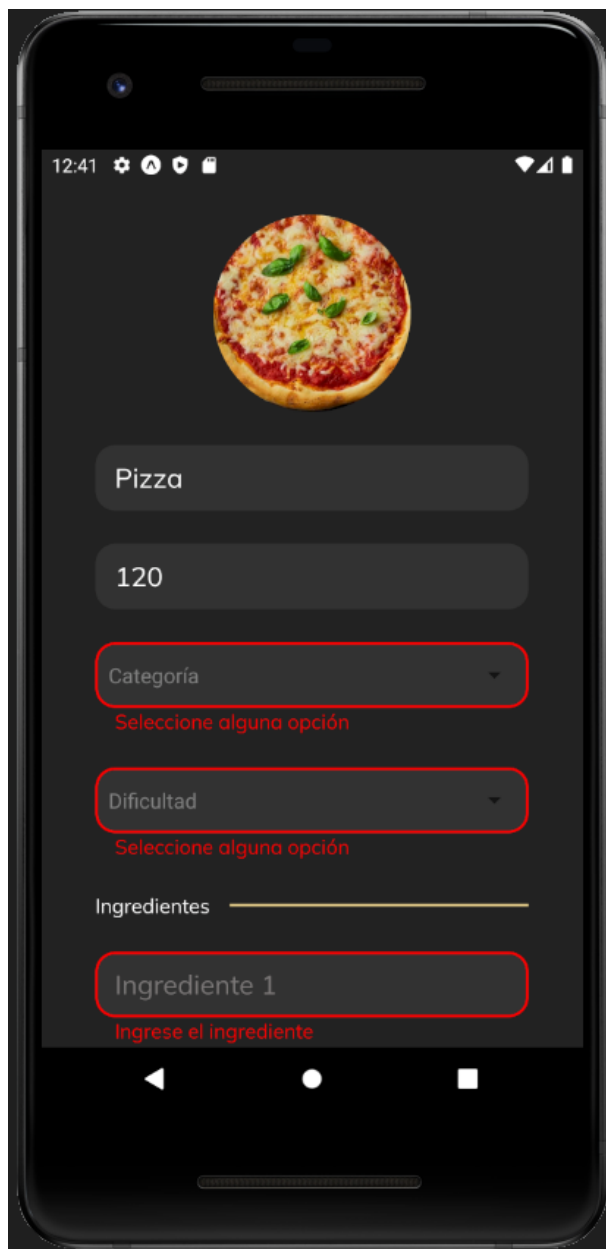 12:41
Pizza
120
Categoría
Seleccione alguna opción
Dificultad
Seleccione alguna opción
Ingredientes
Ingrediente 1
Ingrese el ingrediente